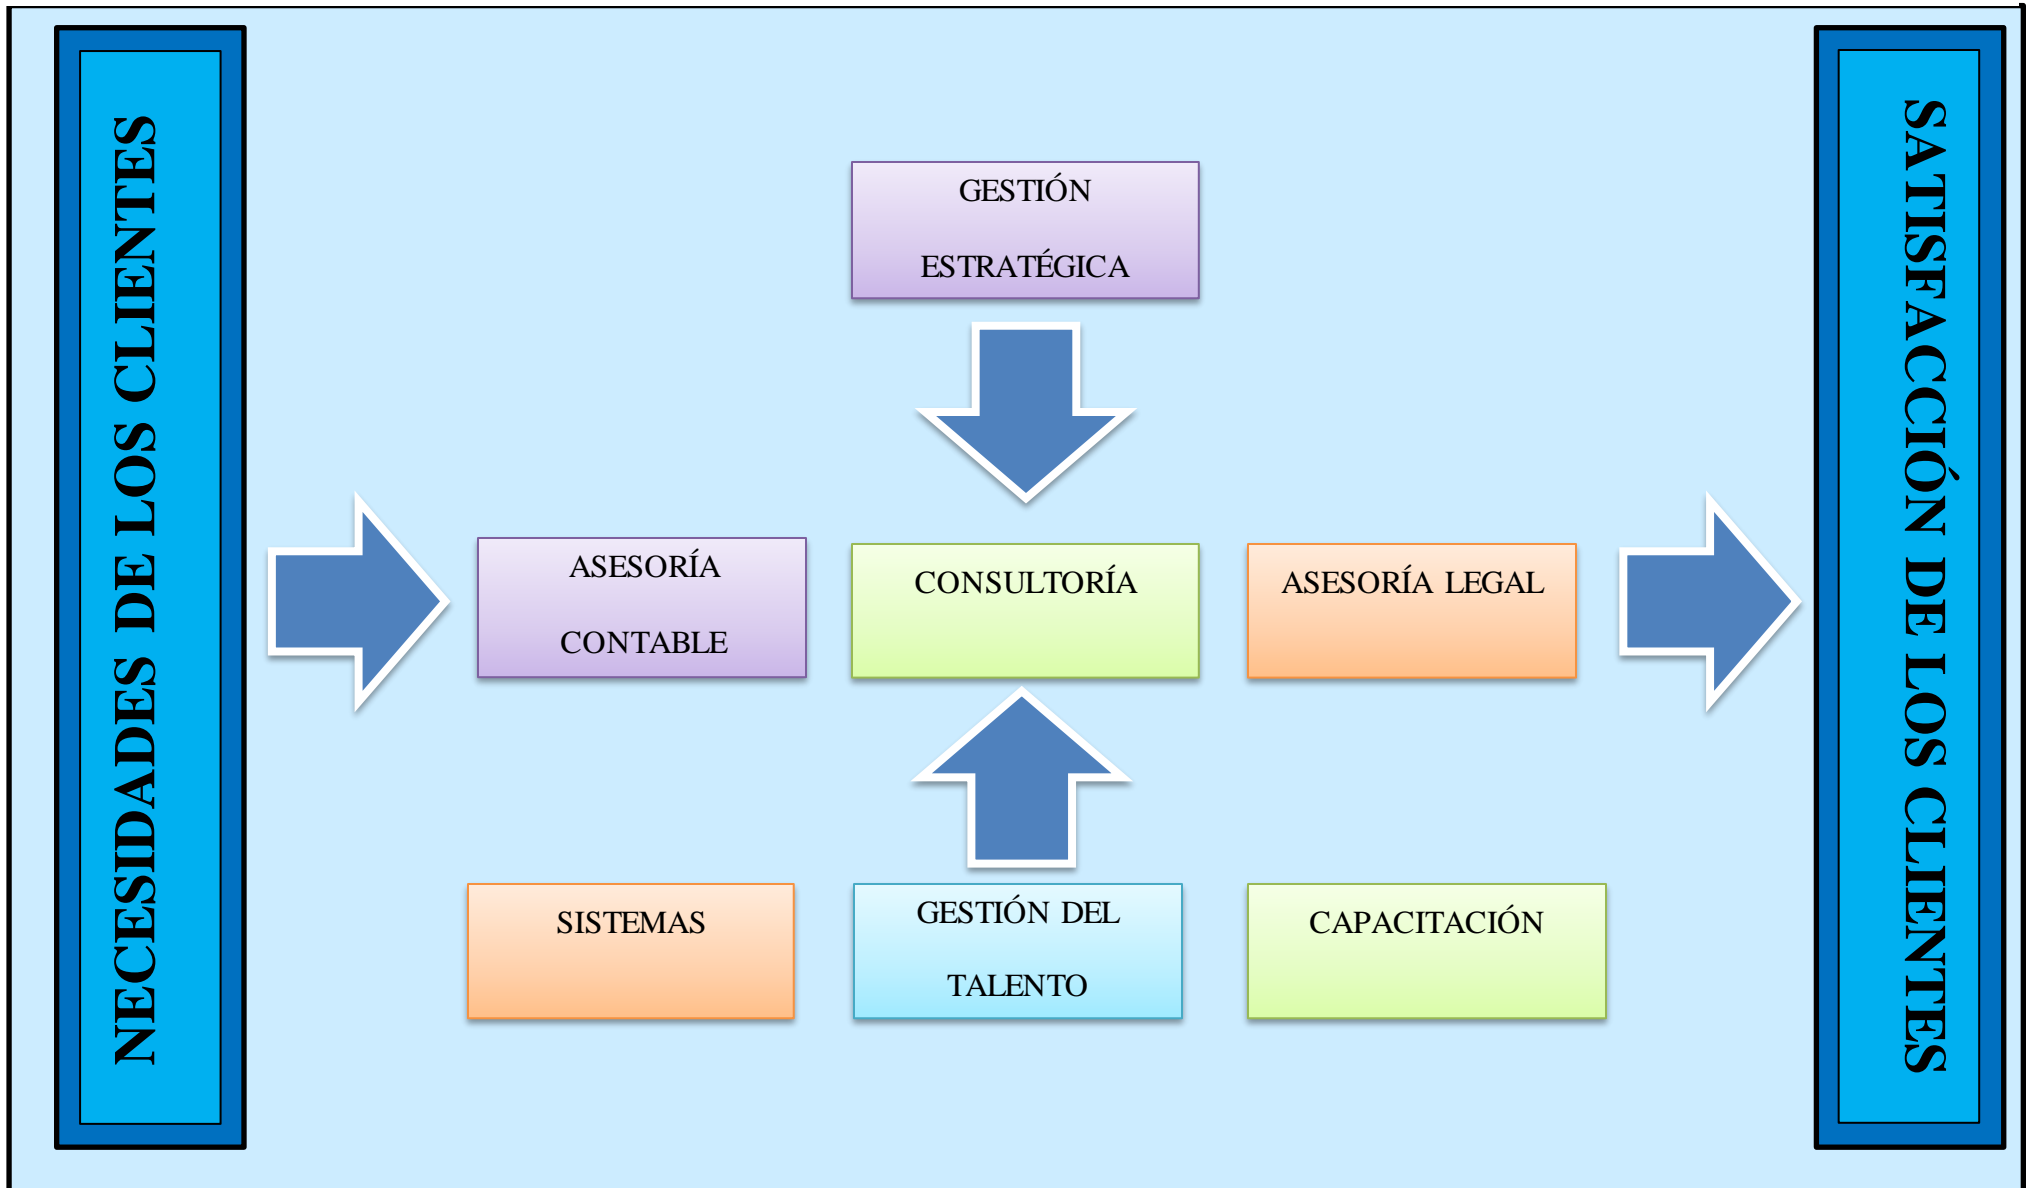 NECESIDADES DE LOS CLIENTES
GESTIÓN
ESTRATÉGICA
ASESORÍA
CONTABLE
CONSULTORÍA
ASESORÍA LEGAL
SISTEMAS
GESTIÓN DEL
TALENTO
CAPACITACIÓN
SATISFACCIÓN DE LOS CLIENTES